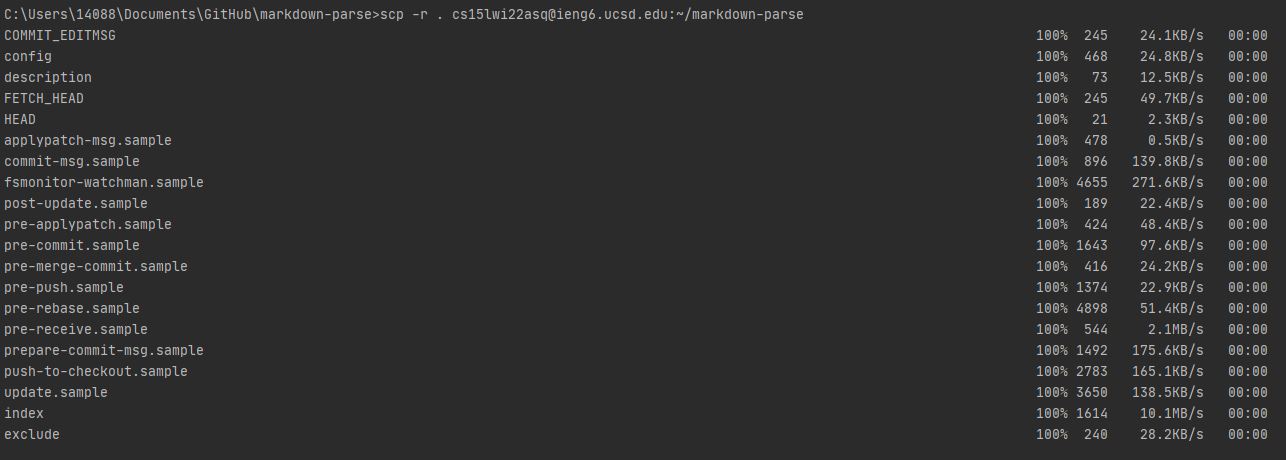 C:\Users\14088\Documents\GitHub\markdown-parse>scp -r . cs15lwi22asq@ieng6.ucsd.edu:~/markdown-parse
COMMIT_EDITMSG 100% 245 24.1KB/s 00:00
config 100% 468 24.8KB/s 00:00
description 100% 73 12.5KB/s 00:00
FETCH_HEAD 100% 245 49.7KB/s 00:00
HEAD 100% 21 2.3KB/s 00:00
applypatch-msg.sample 100% 478 0.5KB/s 00:00
commit-msg.sample 100% 896 139.8KB/s 00:00
fsmonitor-watchman.sample 100% 4655 271.6KB/s 00:00
post-update.sample 100% 189 22.4KB/s 00:00
pre-applypatch.sample 100% 424 48.4KB/s 00:00
pre-commit.sample 100% 1643 97.6KB/s 00:00
pre-merge-commit.sample 100% 416 24.2KB/s 00:00
pre-push.sample 100% 1374 22.9KB/s 00:00
pre-rebase.sample 100% 4898 51.4KB/s 00:00
pre-receive.sample 100% 544 2.1MB/s 00:00
prepare-commit-msg.sample 100% 1492 175.6KB/s 00:00
push-to-checkout.sample 100% 2783 165.1KB/s 00:00
update.sample 100% 3650 138.5KB/s 00:00
index 100% 1614 10.1MB/s 00:00
exclude 100% 240 28.2KB/s 00:00